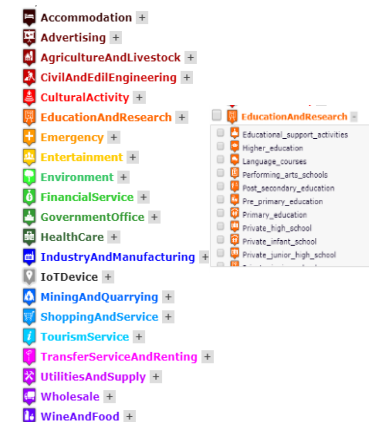 Accommodation +
Advertising +
AgricultureAndLivestock +
CivilAndEdilEngineering +
CulturalActivity +
EducationAndResearch +
Emergency +
Entertainment +
Environment +
FinancialService +
GovernmentOffice +
HealthCare +
IndustryAndManufacturing +
IoTDevice +
MiningAndQuarrying +
ShoppingAndService +
TourismService +
TransferServiceAndRenting +
UtilitiesAndSupply +
Wholesale +
WineAndFood +
EducationAndResearch -
Educational_support_activities
Higher_education
Language_courses
Performing_arts_schools
Post_secondary_education
Pre_primary_education
Primary_education
Private_high_school
Private_infant_school
Private_junior_high_school